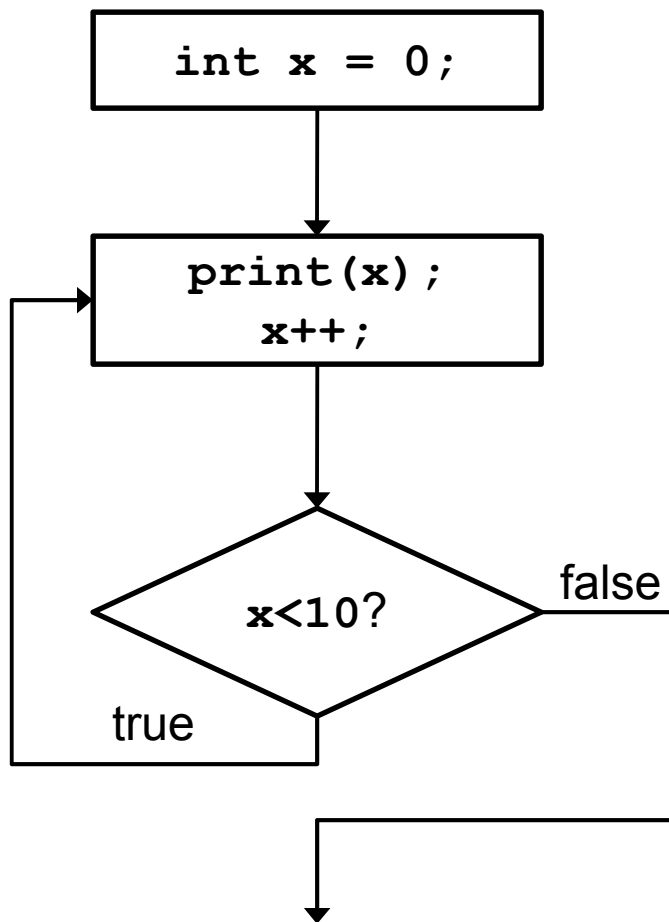 int x = 0;
print(x);
x++;
x<10?
false
true